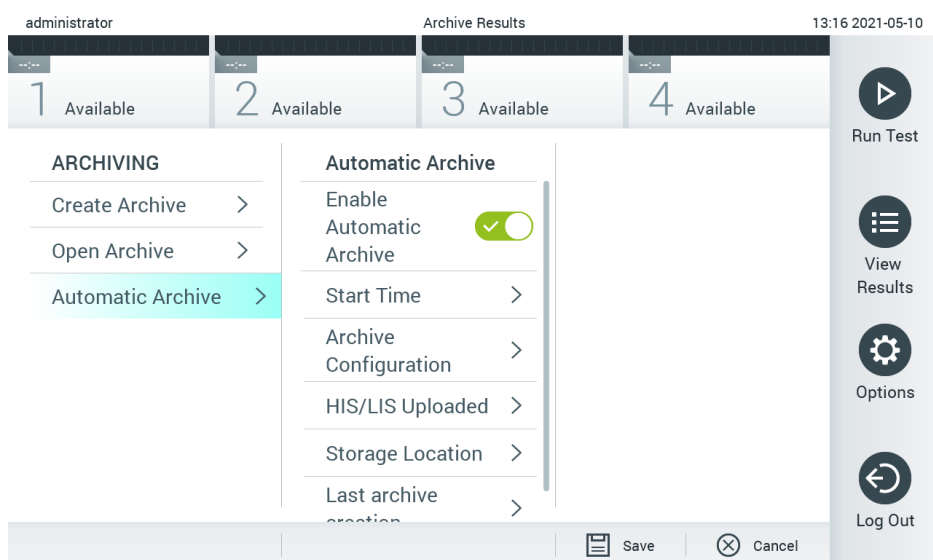 administrator
Archive Results
13:16 2021-05-10
--:--
--:--
--:--
--:--
1 Available
2 Available
3 Available
4 Available
Run Test
ARCHIVING
Create Archive
Open Archive
Automatic Archive
Automatic Archive
Enable
Automatic
Archive
Start Time
Archive
Configuration
HIS/LIS Uploaded
Storage Location
Last archive
creation
View
Results
Options
Log Out
Save
Cancel